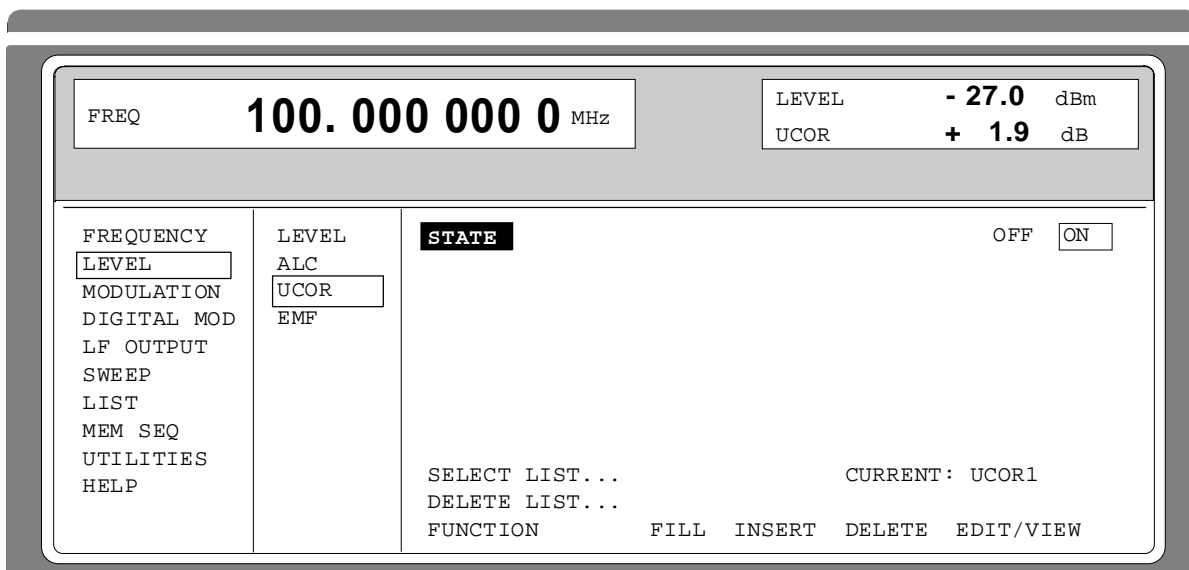 FREQ 100. 000 000 0 MHz
LEVEL - 27.0 dBm
UCOR + 1.9 dB
FREQUENCY
LEVEL
MODULATION
DIGITAL MOD
LF OUTPUT
SWEEP
LIST
MEM SEQ
UTILITIES
HELP
LEVEL
ALC
UCOR
EMF
STATE OFF ON
SELECT LIST... CURRENT: UCOR1
DELETE LIST...
FUNCTION FILL INSERT DELETE EDIT/VIEW